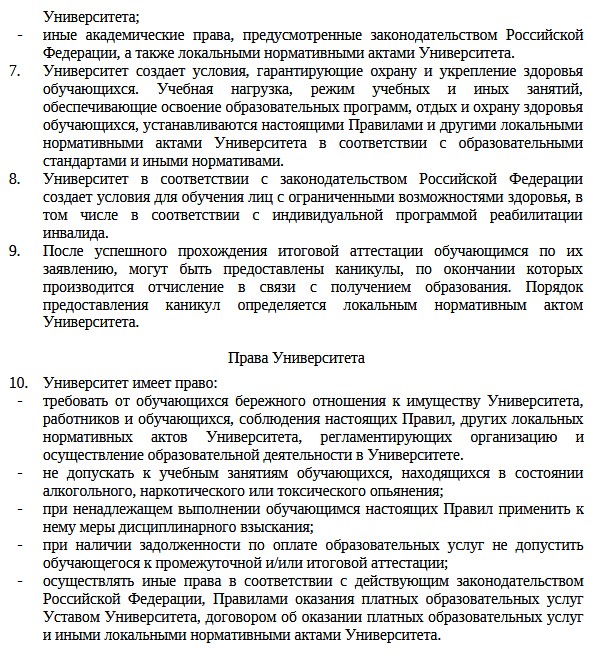 Университета;
- иные академические права, предусмотренные законодательством Российской
Федерации, а также локальными нормативными актами Университета.
7. Университет создает условия, гарантирующие охрану и укрепление здоровья
обучающихся. Учебная нагрузка, режим учебных и иных занятий,
обеспечивающие освоение образовательных программ, отдых и охрану здоровья
обучающихся, устанавливаются настоящими Правилами и другими локальными
нормативными актами Университета в соответствии с образовательными
стандартами и иными нормативами.
8. Университет в соответствии с законодательством Российской Федерации
создает условия для обучения лиц с ограниченными возможностями здоровья, в
том числе в соответствии с индивидуальной программой реабилитации
инвалида.
9. После успешного прохождения итоговой аттестации обучающимся по их
заявлению, могут быть предоставлены каникулы, по окончании которых
производится отчисление в связи с получением образования. Порядок
предоставления каникул определяется локальным нормативным актом
Университета.
Права Университета
10. Университет имеет право:
- требовать от обучающихся бережного отношения к имуществу Университета,
работников и обучающихся, соблюдения настоящих Правил, других локальных
нормативных актов Университета, регламентирующих организацию и
осуществление образовательной деятельности в Университете.
- не допускать к учебным занятиям обучающихся, находящихся в состоянии
алкогольного, наркотического или токсического опьянения;
- при ненадлежащем выполнении обучающимся настоящих Правил применить к
нему меры дисциплинарного взыскания;
- при наличии задолженности по оплате образовательных услуг не допустить
обучающегося к промежуточной и/или итоговой аттестации;
- осуществлять иные права в соответствии с действующим законодательством
Российской Федерации, Правилами оказания платных образовательных услуг
Уставом Университета, договором об оказании платных образовательных услуг
и иными локальными нормативными актами Университета.